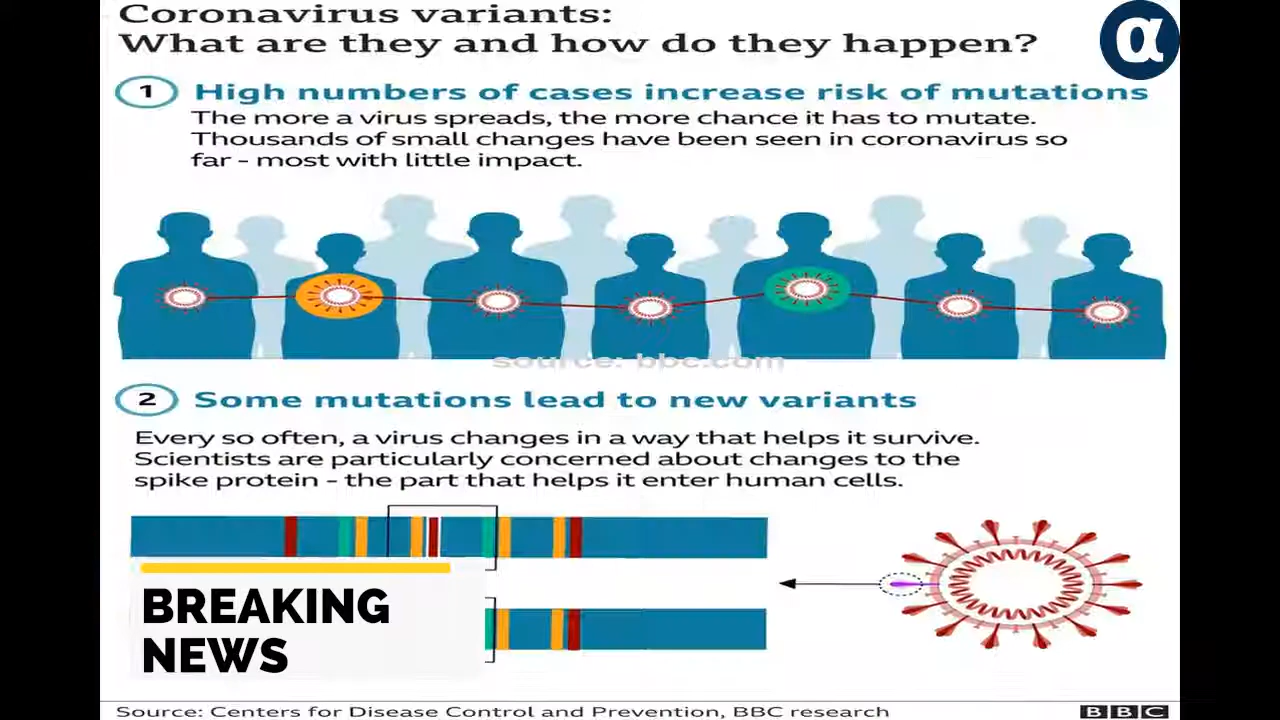 Coronavirus variants:
What are they and how do they happen?
α
1 High numbers of cases increase risk of mutations
The more a virus spreads, the more chance it has to mutate.
Thousands of small changes have been seen in coronavirus so
far - most with little impact.
source: bbc.com
2 Some mutations lead to new variants
Every so often, a virus changes in a way that helps it survive.
Scientists are particularly concerned about changes to the
spike protein - the part that helps it enter human cells.
BREAKING
NEWS
Source: Centers for Disease Control and Prevention, BBC research
BBC